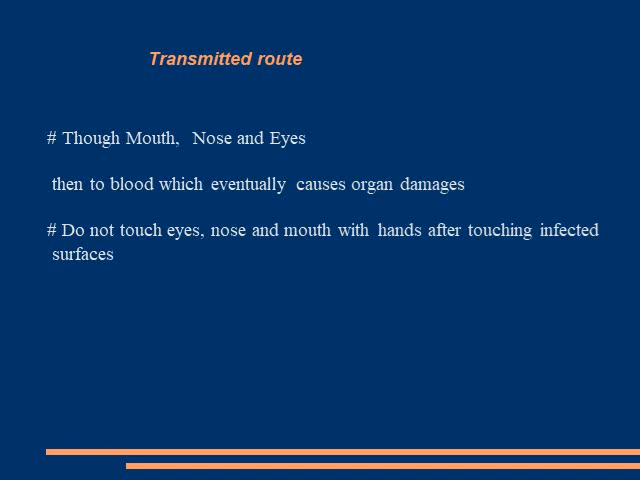 Transmitted route
# Though Mouth, Nose and Eyes
then to blood which eventually causes organ damages
# Do not touch eyes, nose and mouth with hands after touching infected
surfaces